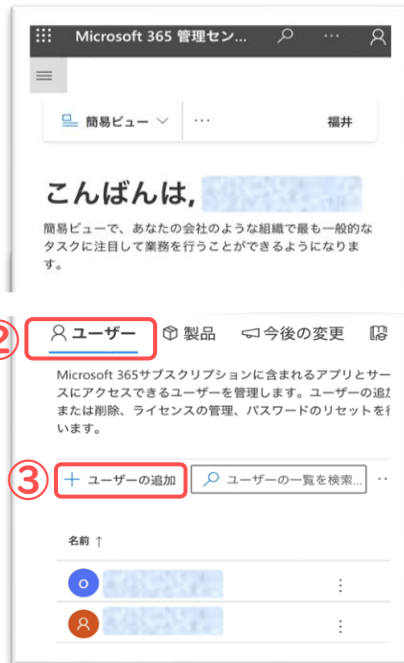 Microsoft 365 管理セン... ...
簡易ビュー ...
福井
こんばんは,
簡易ビューで、あなたの会社のような組織で最も一般的な
タスクに注目して業務を行うことができるようになりま
す。
② ユーザー 製品 今後の変更
Microsoft 365サブスクリプションに含まれるアプリとサー
スにアクセスできるユーザーを管理します。ユーザーの追
または削除、ライセンスの管理、パスワードのリセットを
います。
③ + ユーザーの追加 ユーザーの一覧を検索... ..
名前 ↑
O